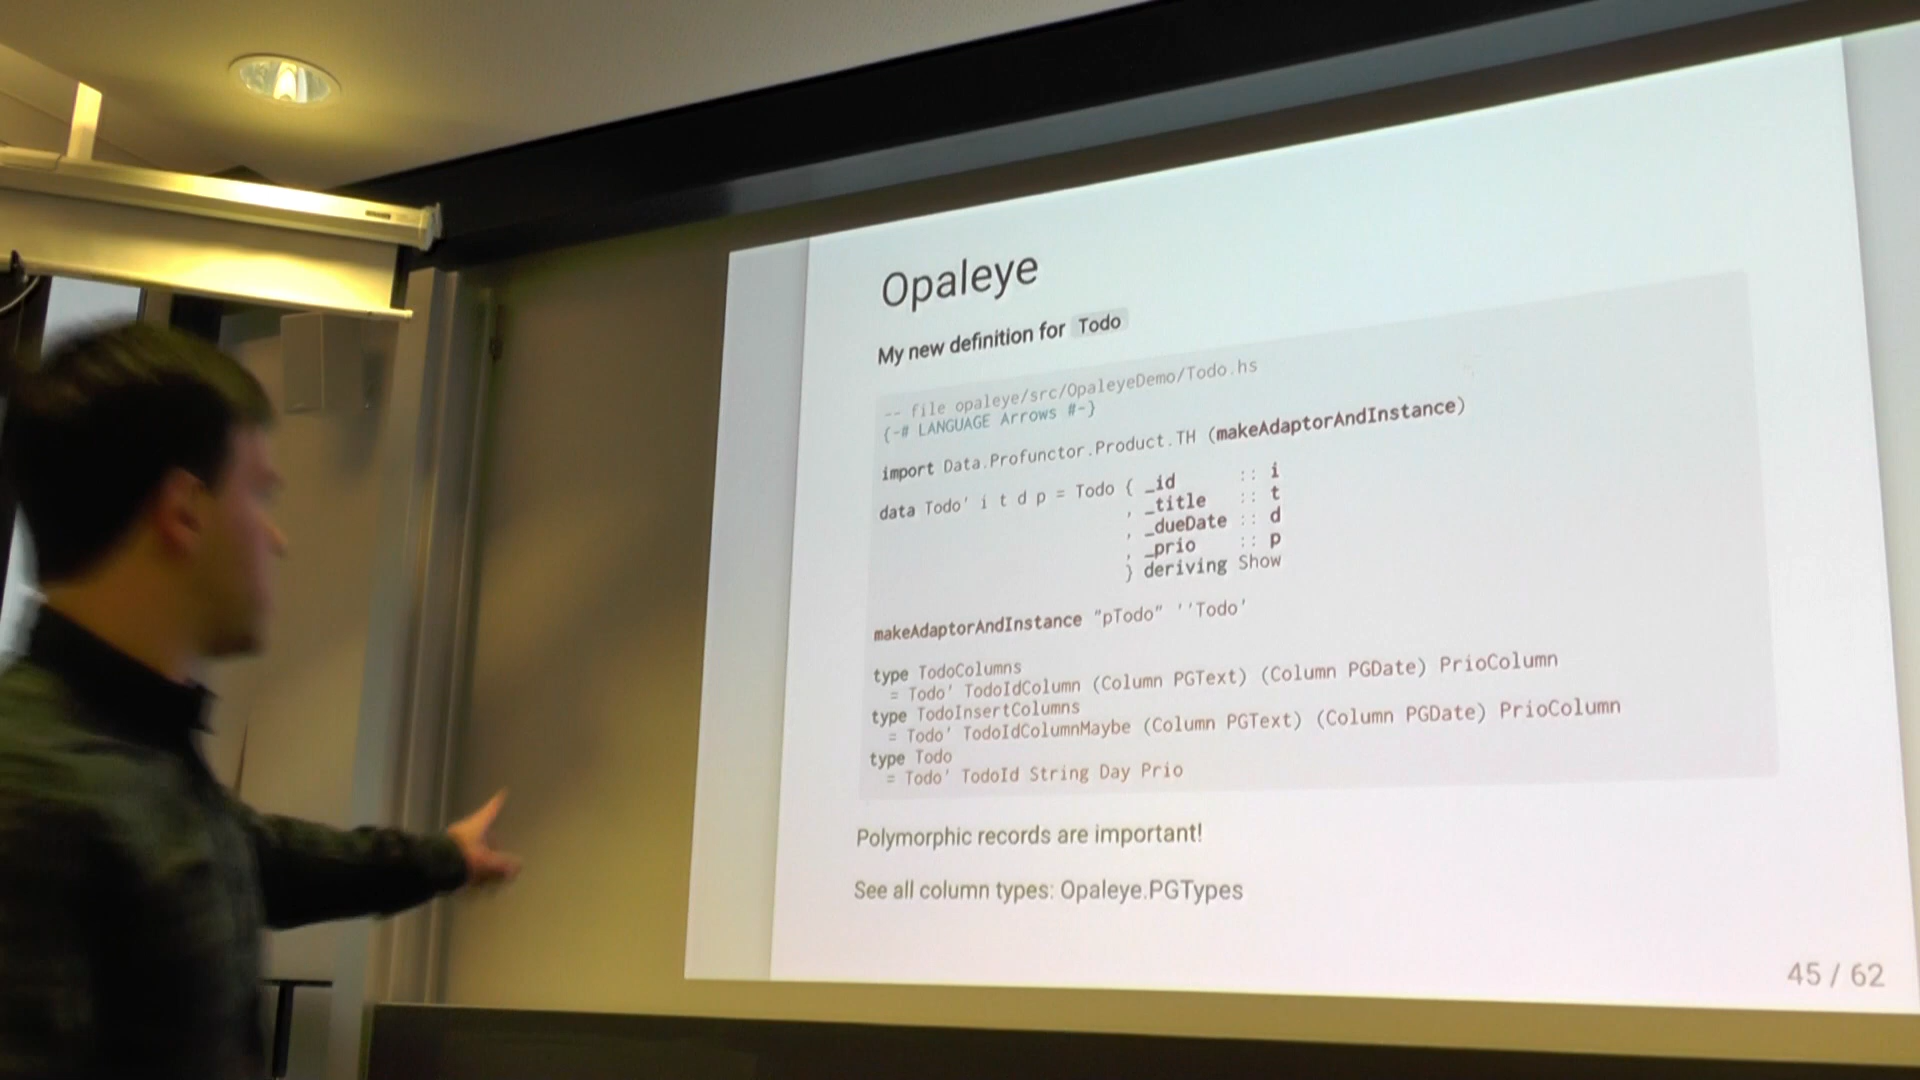 Opaleye
My new definition for Todo
-- file opaleye/src/OpaleyeDemo/Todo.hs
{-# LANGUAGE Arrows #-}
import Data.Profunctor.Product.TH (makeAdaptorAndInstance)
data Todo' i t d p = Todo { _id :: i
, _title :: t
, _dueDate :: d
, _prio :: p
} deriving Show
makeAdaptorAndInstance "pTodo" ''Todo'
type TodoColumns
= Todo' TodoIdColumn (Column PGText) (Column PGDate) PrioColumn
type TodoInsertColumns
= Todo' TodoIdColumnMaybe (Column PGText) (Column PGDate) PrioColumn
type Todo
= Todo' TodoId String Day Prio
Polymorphic records are important!
See all column types: Opaleye.PGTypes
45 / 62